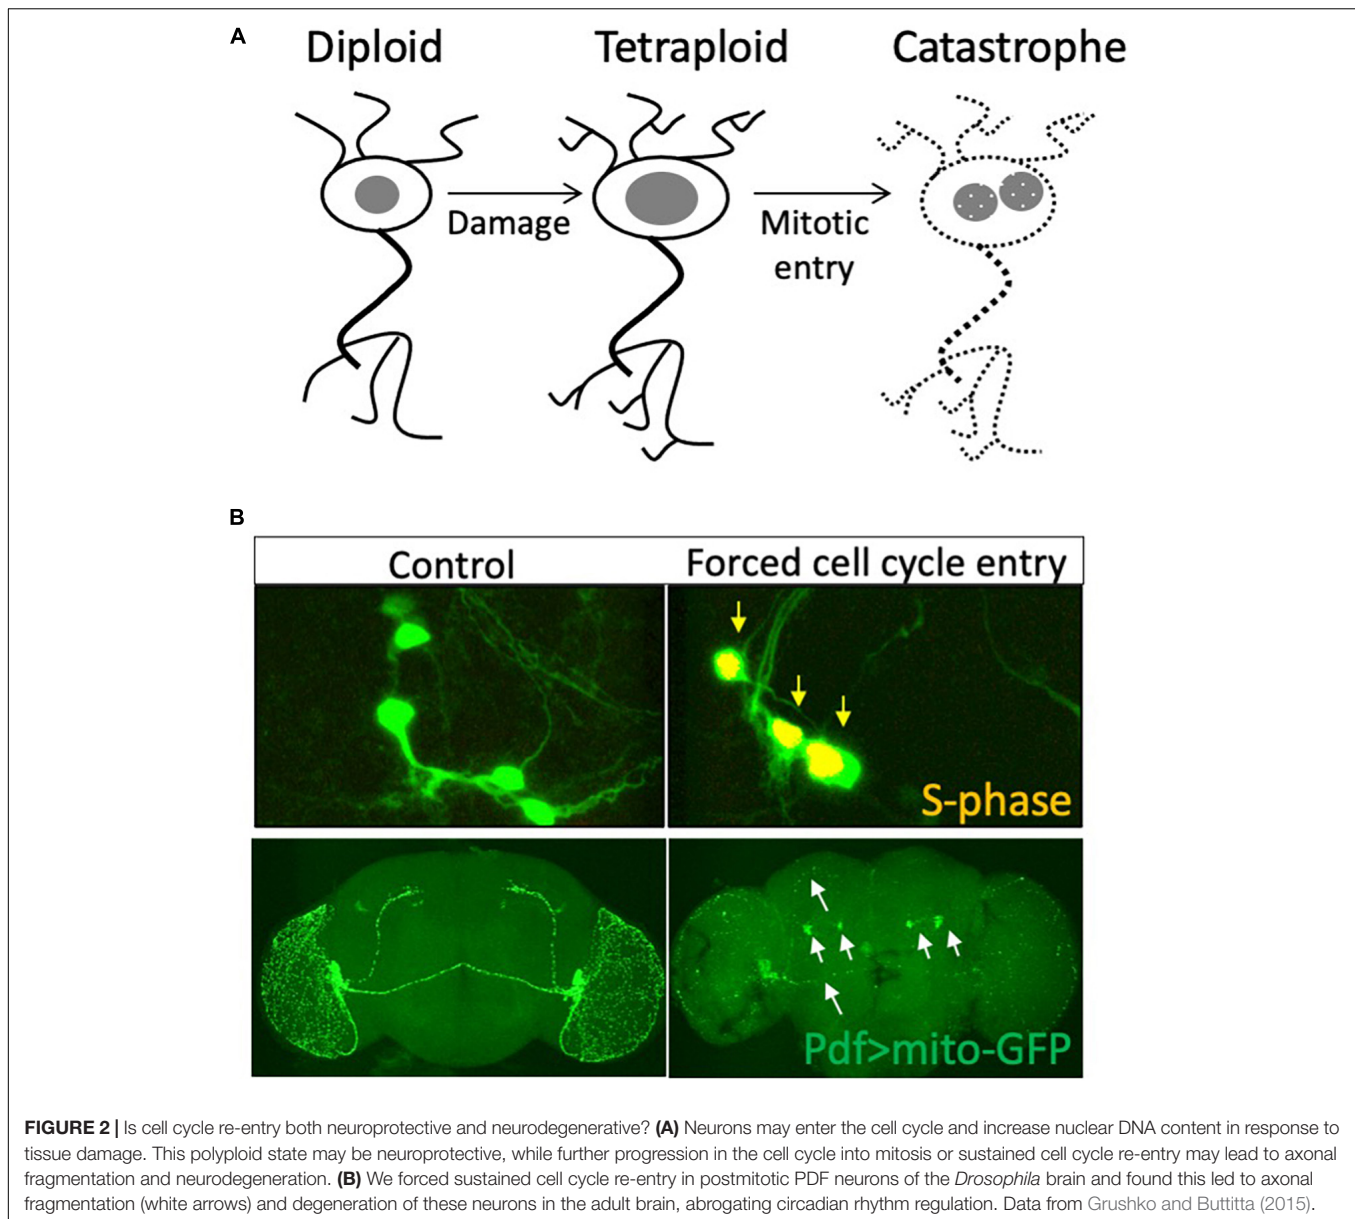 A
Diploid Tetraploid Catastrophe
Damage
Mitotic
entry
B
Control Forced cell cycle entry
S-phase
Pdf>mito-GFP
FIGURE 2 | Is cell cycle re-entry both neuroprotective and neurodegenerative? (A) Neurons may enter the cell cycle and increase nuclear DNA content in response to
tissue damage. This polyploid state may be neuroprotective, while further progression in the cell cycle into mitosis or sustained cell cycle re-entry may lead to axonal
fragmentation and neurodegeneration. (B) We forced sustained cell cycle re-entry in postmitotic PDF neurons of the Drosophila brain and found this led to axonal
fragmentation (white arrows) and degeneration of these neurons in the adult brain, abrogating circadian rhythm regulation. Data from Grushko and Buttitta (2015).